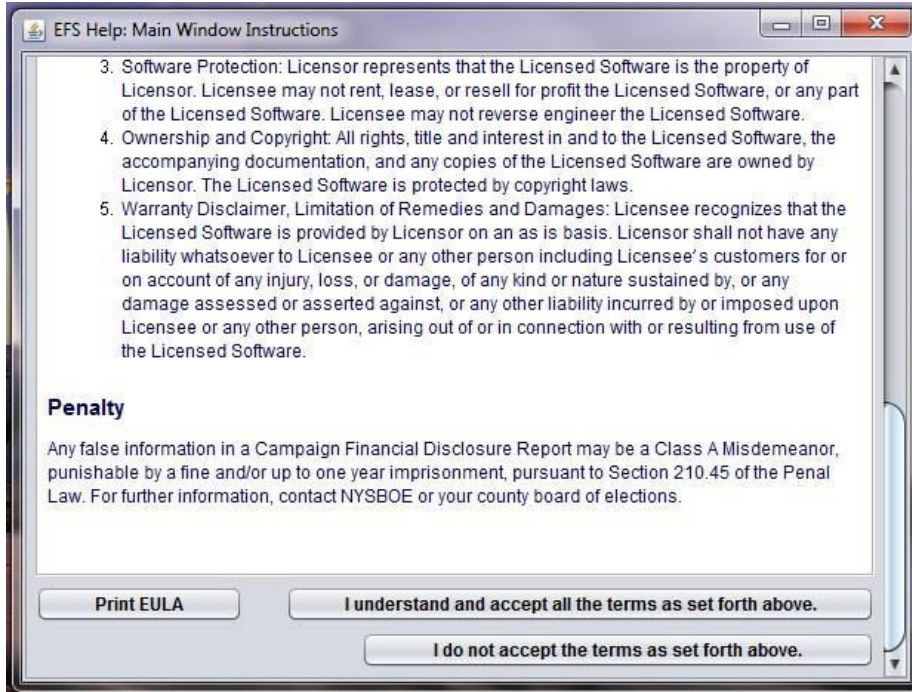 EFS Help: Main Window Instructions
3. Software Protection: Licensor represents that the Licensed Software is the property of
Licensor. Licensee may not rent, lease, or resell for profit the Licensed Software, or any part
of the Licensed Software. Licensee may not reverse engineer the Licensed Software.
4. Ownership and Copyright: All rights, title and interest in and to the Licensed Software, the
accompanying documentation, and any copies of the Licensed Software are owned by
Licensor. The Licensed Software is protected by copyright laws.
5. Warranty Disclaimer, Limitation of Remedies and Damages: Licensee recognizes that the
Licensed Software is provided by Licensor on an as is basis. Licensor shall not have any
liability whatsoever to Licensee or any other person including Licensee's customers for or
on account of any injury, loss, or damage, of any kind or nature sustained by, or any
damage assessed or asserted against, or any other liability incurred by or imposed upon
Licensee or any other person, arising out of or in connection with or resulting from use of
the Licensed Software.
Penalty
Any false information in a Campaign Financial Disclosure Report may be a Class A Misdemeanor,
punishable by a fine and/or up to one year imprisonment, pursuant to Section 210.45 of the Penal
Law. For further information, contact NYSBOE or your county board of elections.
Print EULA
I understand and accept all the terms as set forth above.
I do not accept the terms as set forth above.